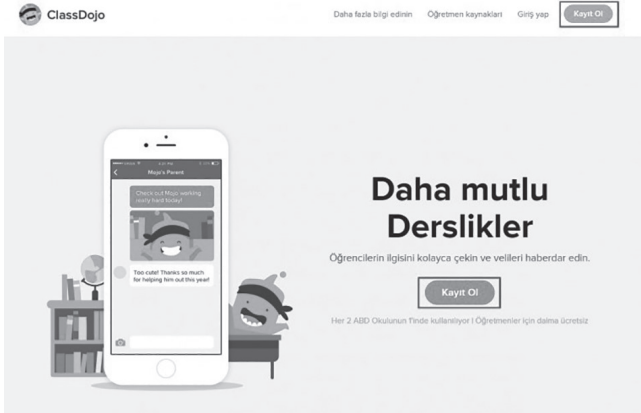 ClassDojo
Daha fazla bilgi edinin Öğretmen kaynakları Giriş yap Kayıt Ol
Mojo's Parent
Check out Mojo working
really hard today!
Too cute! Thanks so much
for helping him out this year!
Daha mutlu
Derslikler
Öğrencilerin ilgisini kolayca çekin ve velileri haberdar edin.
Kayıt Ol
Her 2 ABD Okulunun 1'inde kullanılıyor | Öğretmenler için daima ücretsiz